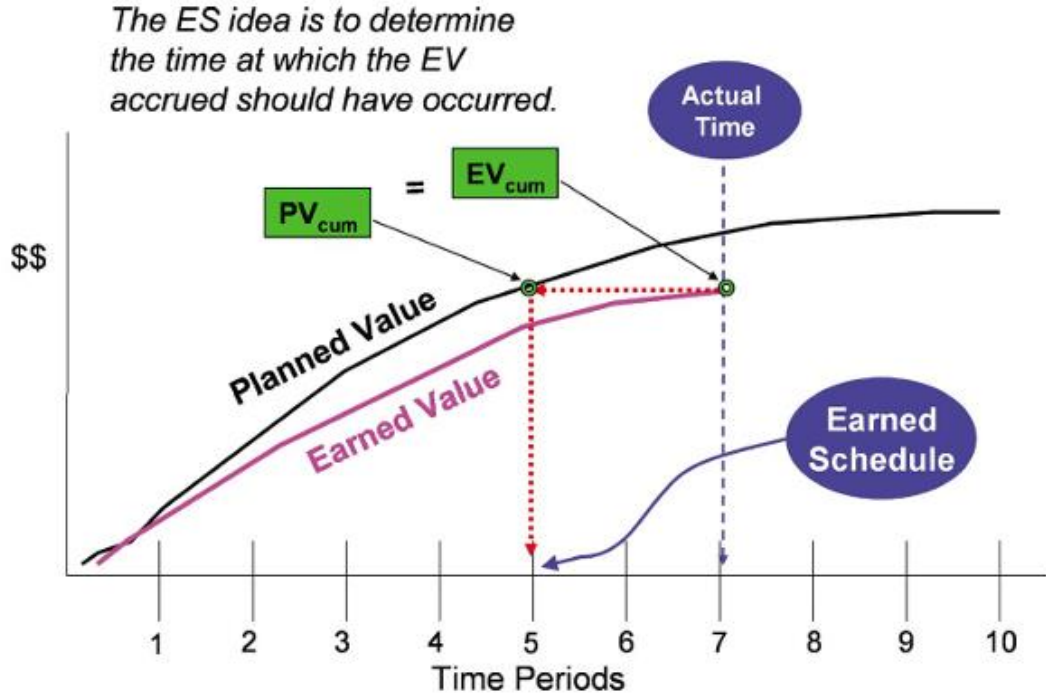 The ES idea is to determine
the time at which the EV
accrued should have occurred.
Actual
Time
PVcum
=
EVcum
$$
Planned Value
Earned Value
Earned
Schedule
1 2 3 4 5 6 7 8 9 10
Time Periods